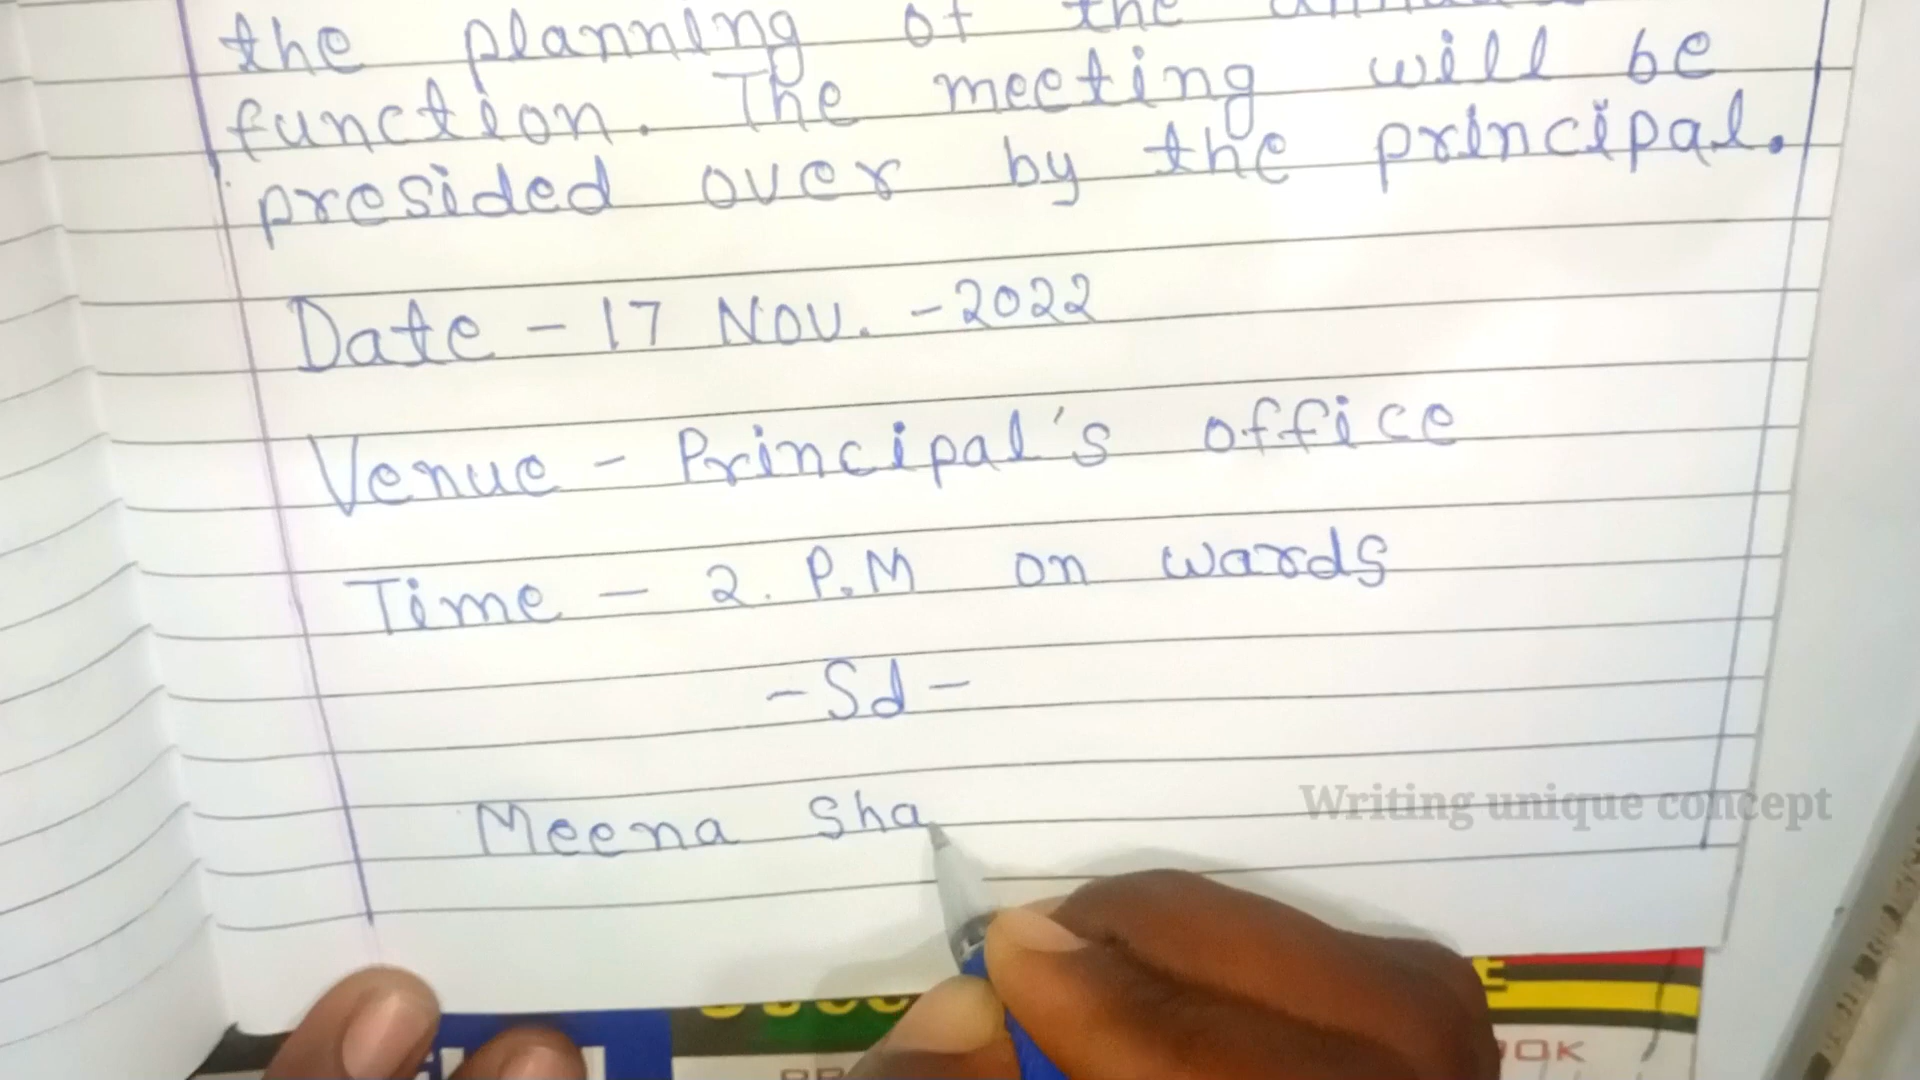 the planning of the
function. The meeting will be
presided over by the principal.
Date - 17 Nov. - 2022
Venue - Principal's office
Time - 2. P.M on wards
- Sd -
Meena Sha
Writing unique concept
OK